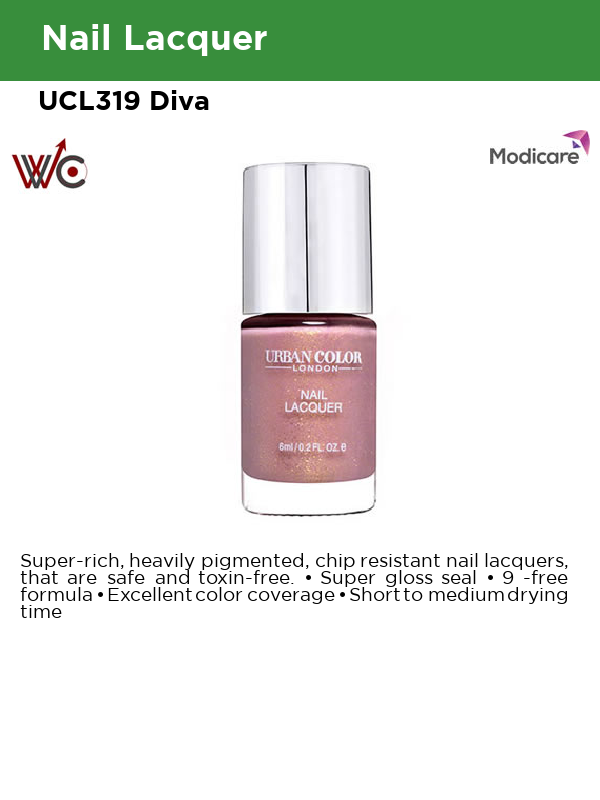 Nail Lacquer
UCL319 Diva
WC
Modicare
URBAN COLOR
LONDON
NAIL
LACQUER
6ml/0.2 FL. OZ. e
Super-rich, heavily pigmented, chip resistant nail lacquers,
that are safe and toxin-free. • Super gloss seal • 9 -free
formula • Excellent color coverage • Short to medium drying
time